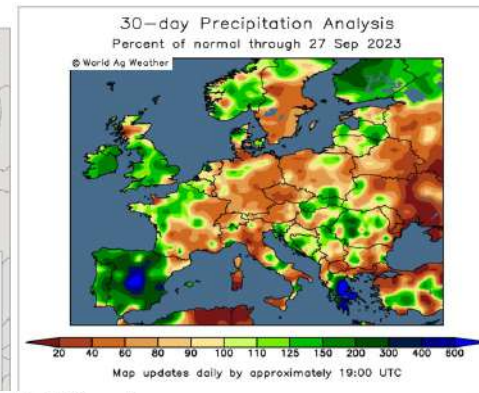 30-day Precipitation Analysis
Percent of normal through 27 Sep 2023
© World Ag Weather
20 40 60 80 90 100 110 125 150 200 300 400 600
Map updates daily by approximately 19:00 UTC